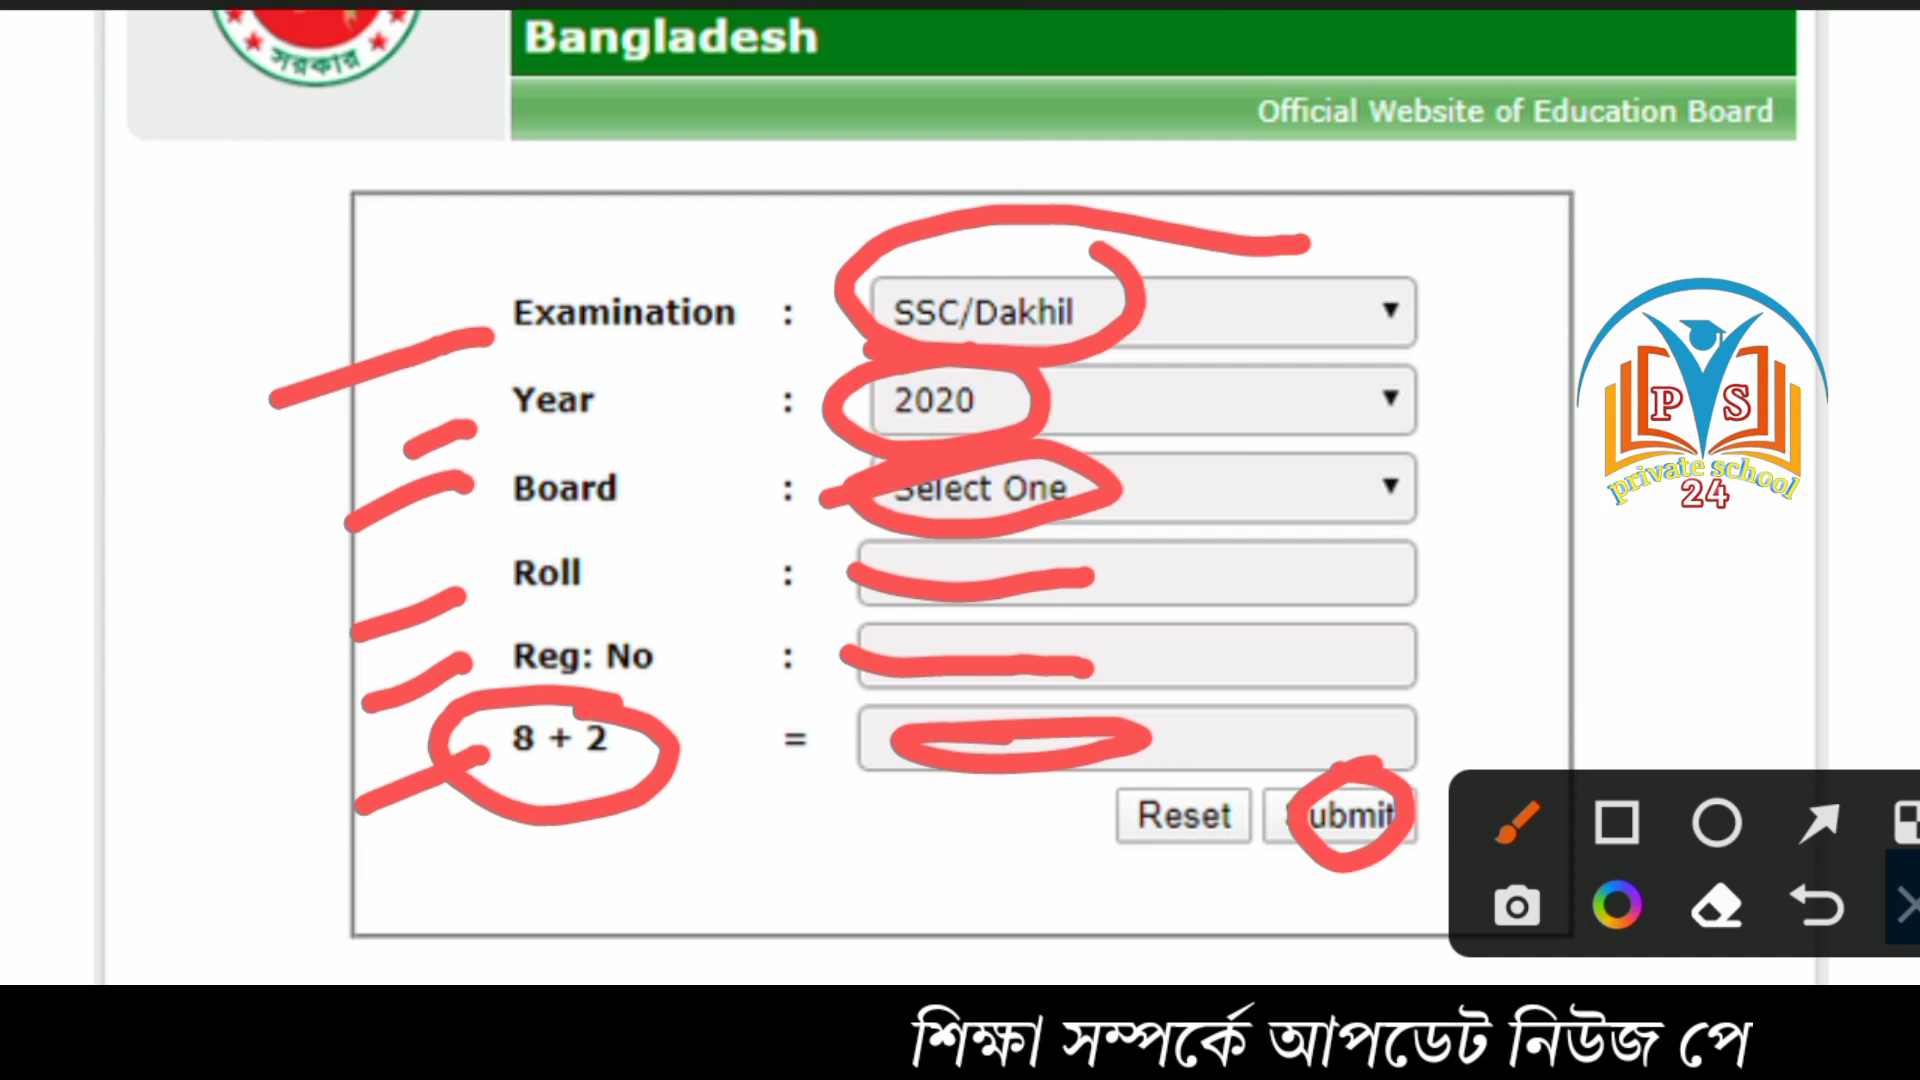 সরকার
Bangladesh
Official Website of Education Board
Examination : SSC/Dakhil
Year : 2020
Board : Select One
Roll :
Reg: No :
8 + 2 =
Reset Submit
P S
private school
24
শিক্ষা সম্পর্কে আপডেট নিউজ পে